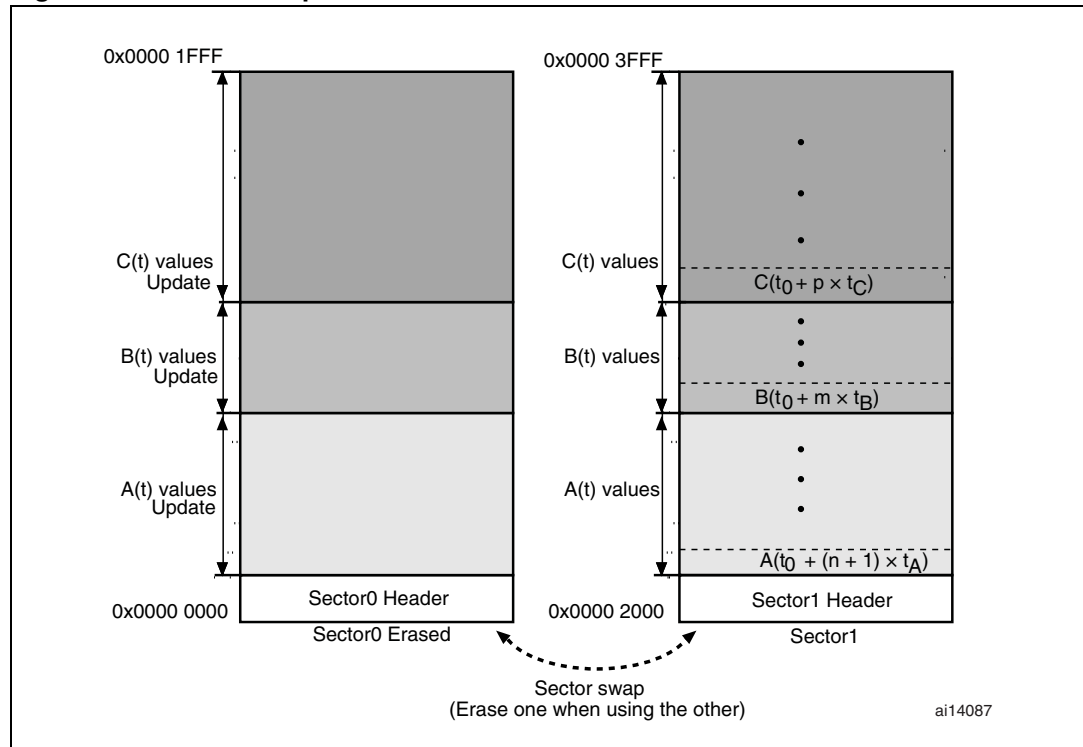 0x0000 1FFF
C(t) values
Update
B(t) values
Update
A(t) values
Update
0x0000 0000
Sector0 Header
Sector0 Erased
0x0000 3FFF
C(t) values
C(t0 + p × tC)
B(t) values
B(t0 + m × tB)
A(t) values
A(t0 + (n + 1) × tA)
0x0000 2000
Sector1 Header
Sector1
Sector swap
(Erase one when using the other)
ai14087